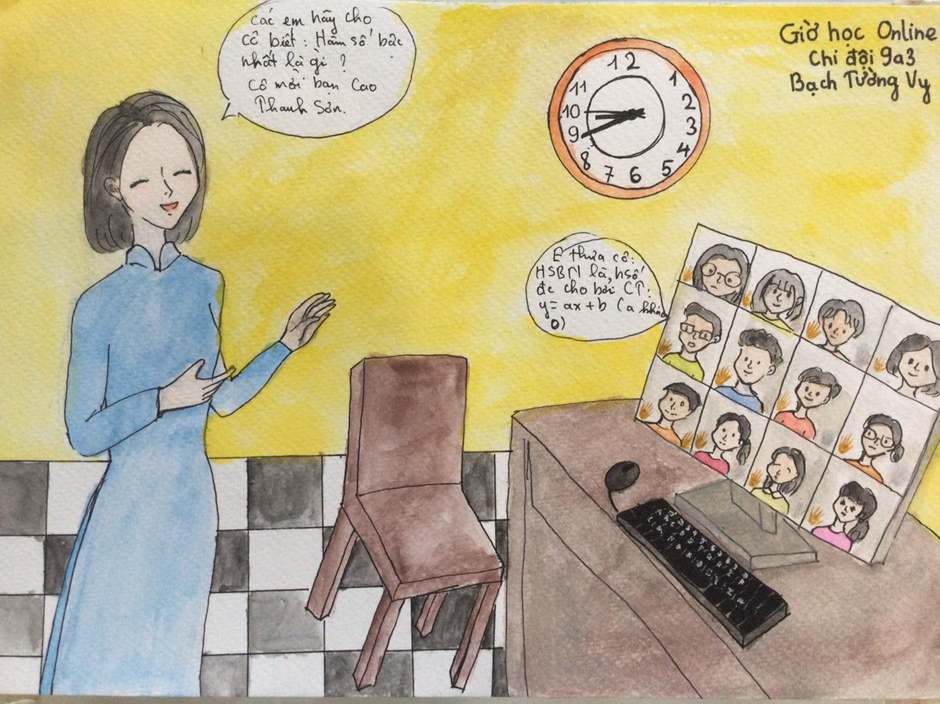 Các em hãy cho
cô biết: Hàm số bậc
nhất là gì ?
Cô mời bạn Cao
Thanh Sơn.
Giờ học Online
Chi đội 9a3
Bạch Tường Vy
12
1
2
3
4
5
6
7
8
9
10
11
E thưa cô:
HSBN là, hsố
đc cho bởi CT:
y= ax+b (a khác
0)